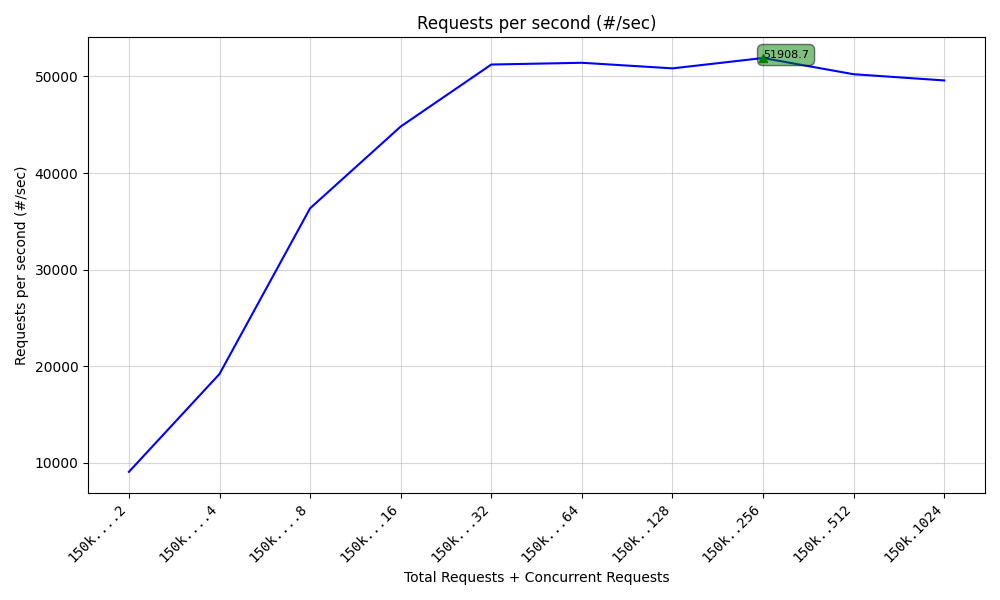 Requests per second (#/sec)
51908.7
50000
40000
30000
20000
10000
Requests per second (#/sec)
150k....2
150k....4
150k....8
150k...16
150k...32
150k...64
150k..128
150k..256
150k..512
150k.1024
Total Requests + Concurrent Requests